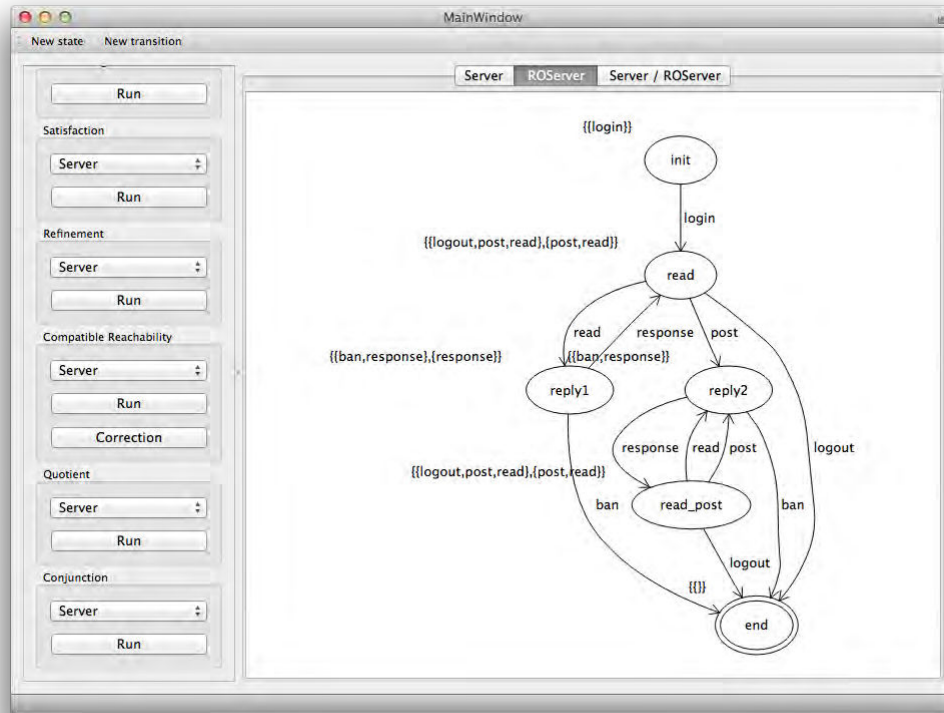 MainWindow
New state New transition
Run
Satisfaction
Server
Run
Refinement
Server
Run
Compatible Reachability
Server
Run
Correction
Quotient
Server
Run
Conjunction
Server
Run
Server ROServer Server / ROServer
{{login}}
init
login
{{logout,post,read},{post,read}}
read
read response post
{{ban,response},{response}} {{ban,response}}
reply1 reply2
response read post logout
{{logout,post,read},{post,read}}
ban read_post ban
logout
{{}}
end